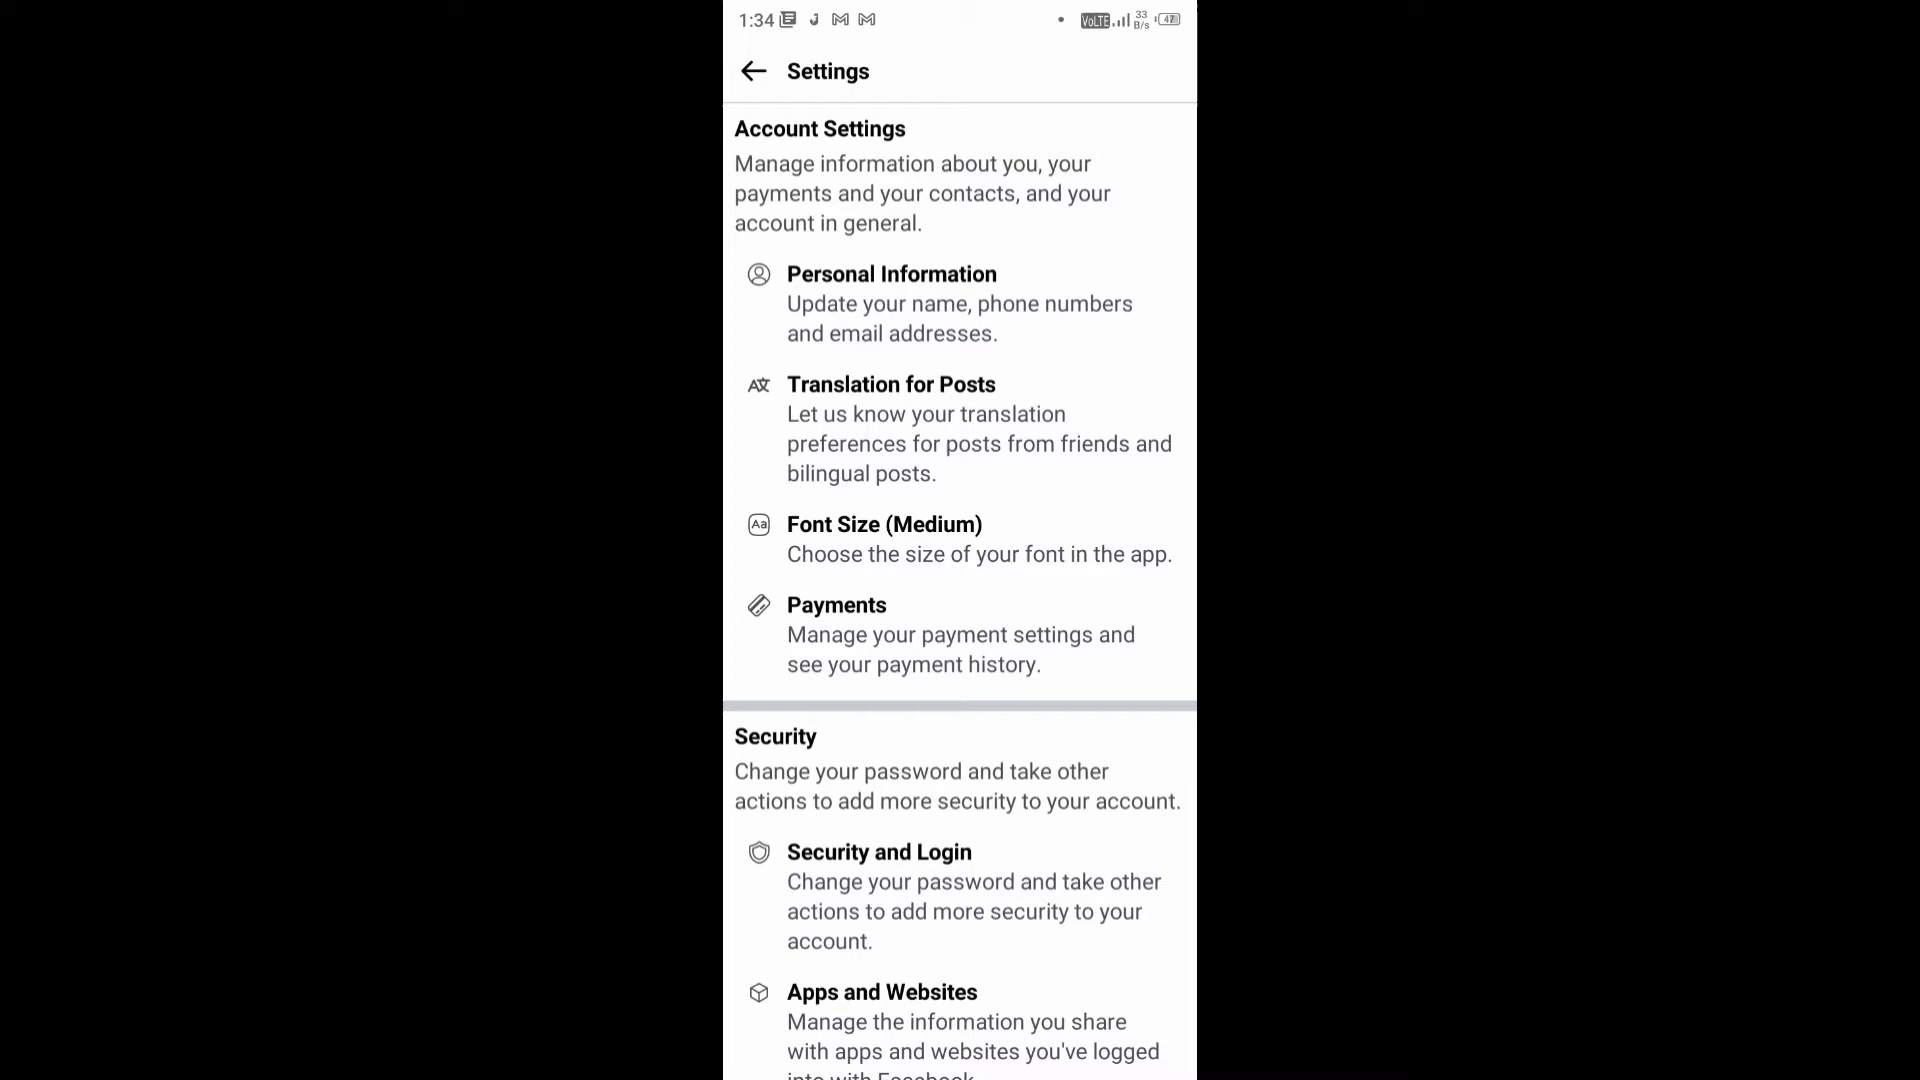 1:34
VoLTE 33 B/s 47
Settings
Account Settings
Manage information about you, your
payments and your contacts, and your
account in general.
Personal Information
Update your name, phone numbers
and email addresses.
Translation for Posts
Let us know your translation
preferences for posts from friends and
bilingual posts.
Aa Font Size (Medium)
Choose the size of your font in the app.
Payments
Manage your payment settings and
see your payment history.
Security
Change your password and take other
actions to add more security to your account.
Security and Login
Change your password and take other
actions to add more security to your
account.
Apps and Websites
Manage the information you share
with apps and websites you've logged
into with Facebook